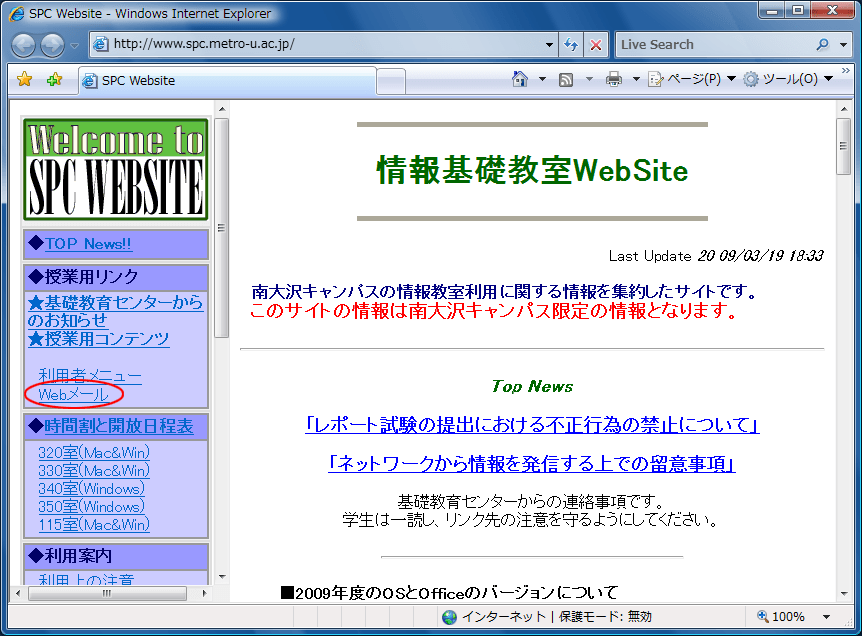 SPC Website - Windows Internet Explorer
http://www.spc.metro-u.ac.jp/
Live Search
SPC Website
ページ(P)
ツール(O)
Welcome to
SPC WEBSITE
◆TOP News!!
◆授業用リンク
★基礎教育センターから
のお知らせ
★授業用コンテンツ
利用者メニュー
Webメール
◆時間割と開放日程表
320室(Mac&Win)
330室(Mac&Win)
340室(Windows)
350室(Windows)
115室(Mac&Win)
◆利用案内
利用上の注意
情報基礎教室WebSite
Last Update 20 09/03/19 18:33
南大沢キャンパスの情報教室利用に関する情報を集約したサイトです。
このサイトの情報は南大沢キャンパス限定の情報となります。
Top News
「レポート試験の提出における不正行為の禁止について」
「ネットワークから情報を発信する上での留意事項」
基礎教育センターからの連絡事項です。
学生は一読し、リンク先の注意を守るようにしてください。
■2009年度のOSとOfficeのバージョンについて
インターネット | 保護モード: 無効
100%